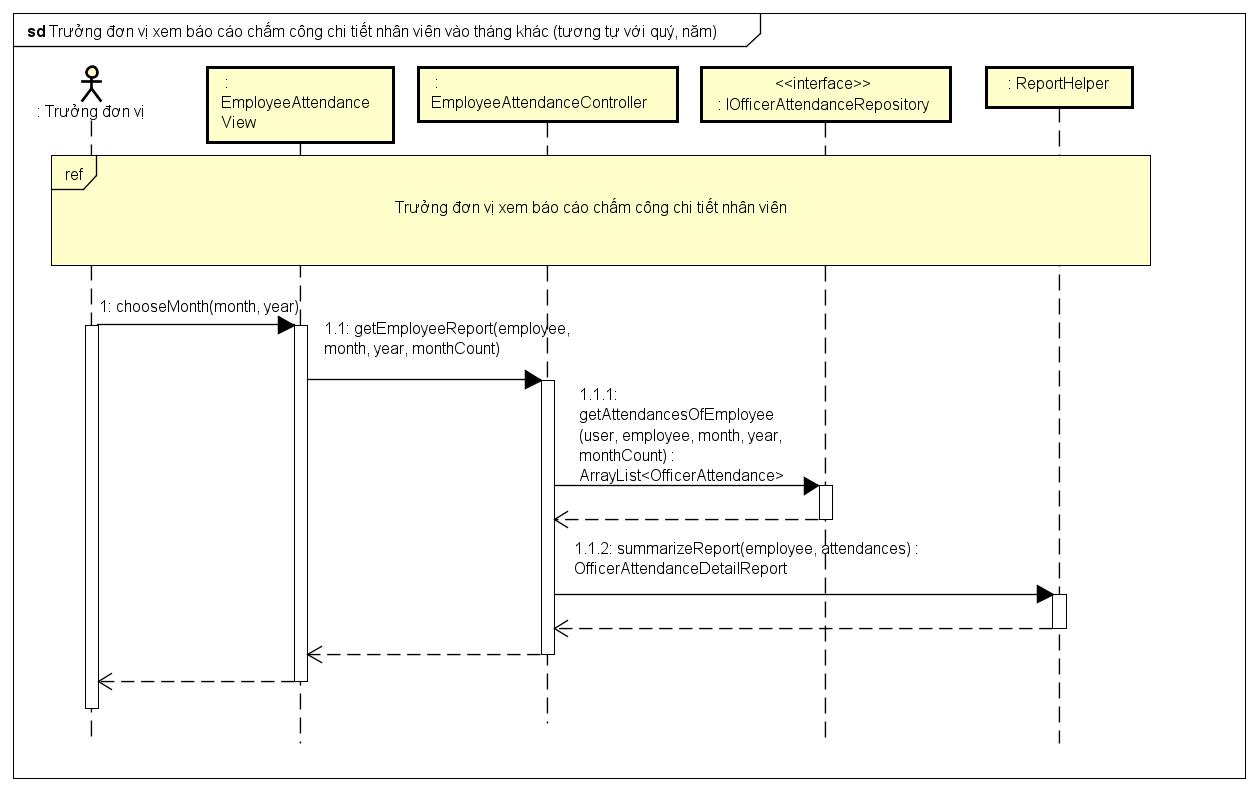 sd Trưởng đơn vị xem báo cáo chấm công chi tiết nhân viên vào tháng khác (tương tự với quý, năm)
: Trưởng đơn vị
:
EmployeeAttendance
View
:
EmployeeAttendanceController
<<interface>>
: IOfficerAttendanceRepository
: ReportHelper
ref
Trưởng đơn vị xem báo cáo chấm công chi tiết nhân viên
1: chooseMonth(month, year)
1.1: getEmployeeReport(employee,
month, year, monthCount)
1.1.1:
getAttendancesOfEmployee
(user, employee, month, year,
monthCount) :
ArrayList<OfficerAttendance>
1.1.2: summarizeReport(employee, attendances) :
OfficerAttendanceDetailReport